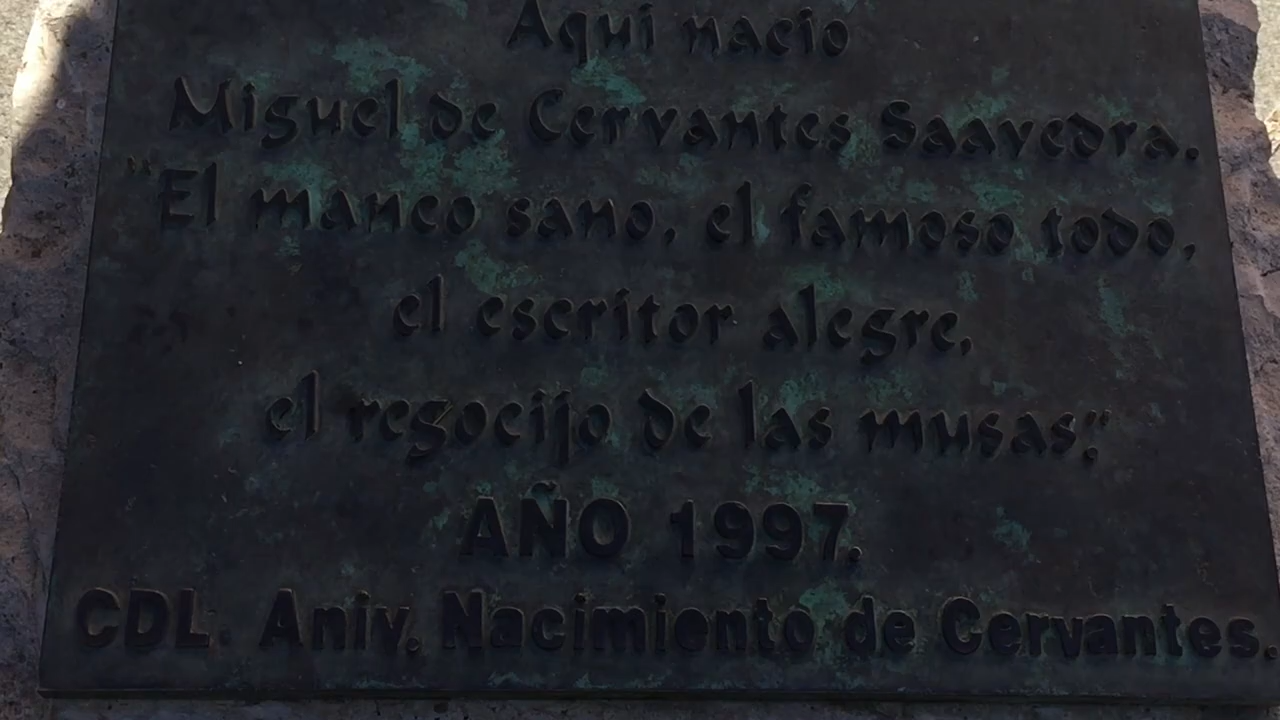 Aqui nacio
Miguel de Cervantes Saavedra.
"El manco sano, el famoso todo,
el escritor alegre,
el regocijo de las musas."
AÑO 1997.
CDL. Aniv. Nacimiento de Cervantes.